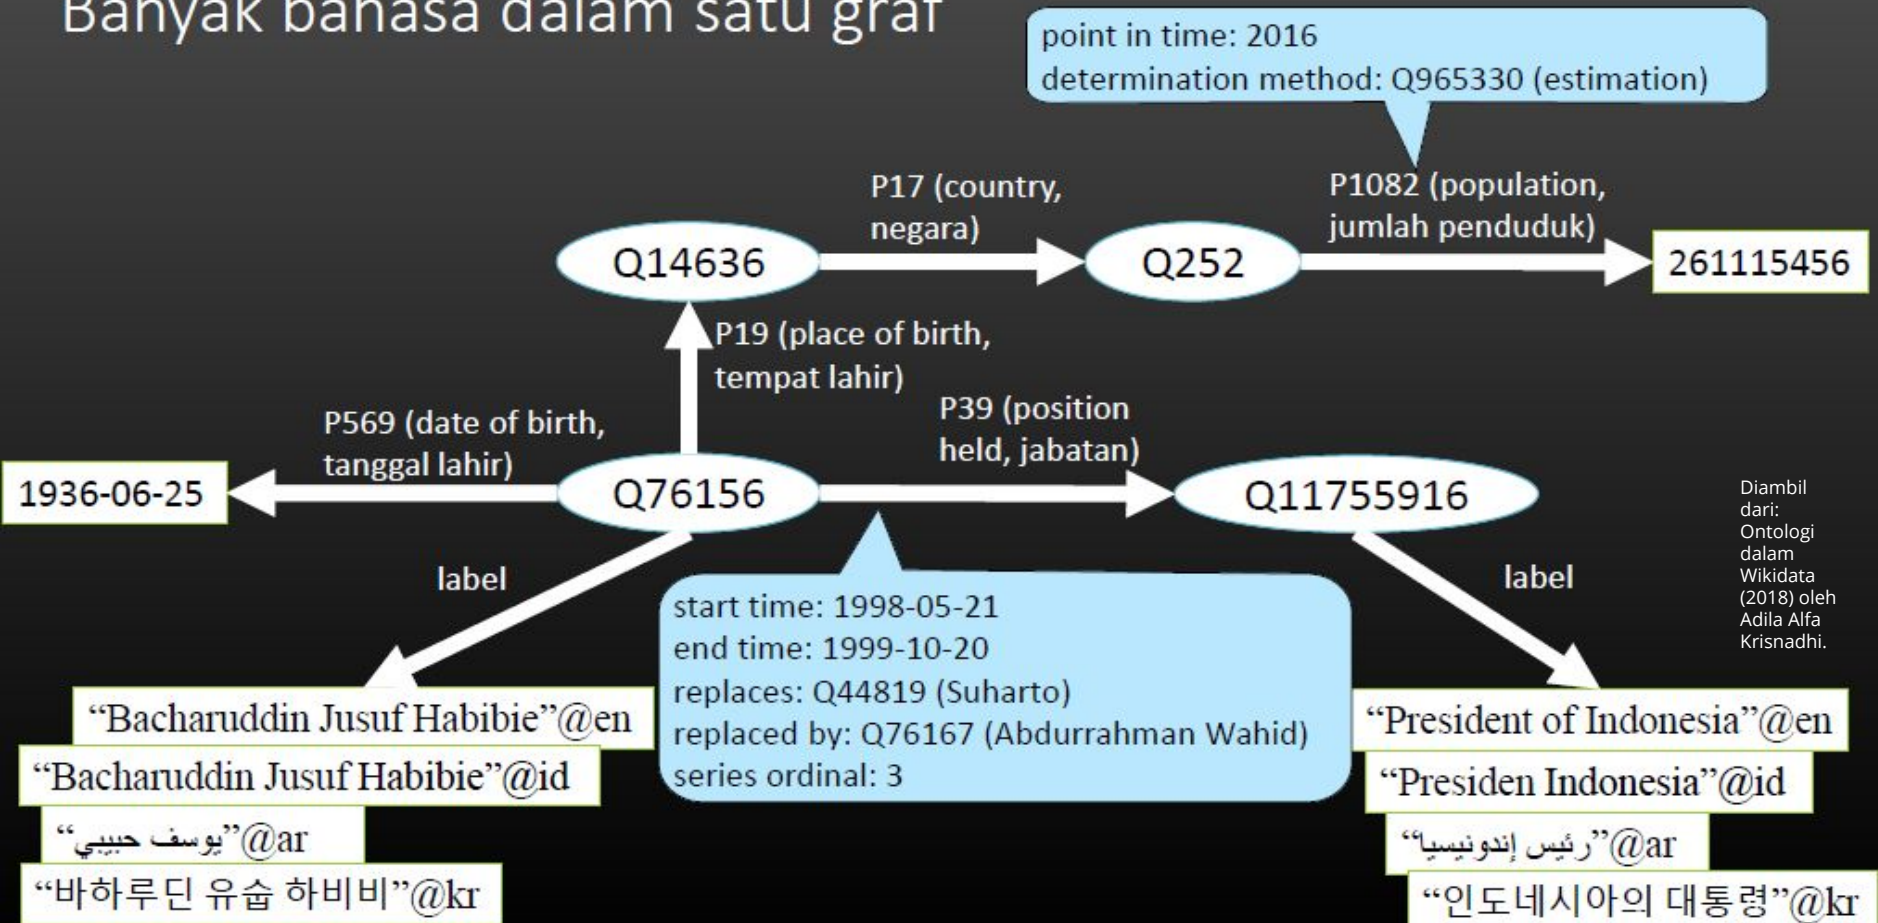 Banyak bahasa dalam satu graf
point in time: 2016
determination method: Q965330 (estimation)
P17 (country,
negara)
P1082 (population,
jumlah penduduk)
Q14636
Q252
261115456
P19 (place of birth,
tempat lahir)
P569 (date of birth,
tanggal lahir)
P39 (position
held, jabatan)
1936-06-25
Q76156
Q11755916
Diambil
dari:
Ontologi
dalam
Wikidata
(2018) oleh
Adila Alfa
Krisnadhi.
label
label
start time: 1998-05-21
end time: 1999-10-20
replaces: Q44819 (Suharto)
replaced by: Q76167 (Abdurrahman Wahid)
series ordinal: 3
“Bacharuddin Jusuf Habibie”@en
“Bacharuddin Jusuf Habibie”@id
“يوسف حبيبي”@ar
“바하루딘 유숩 하비비”@kr
“President of Indonesia”@en
“Presiden Indonesia”@id
“رئيس إندونيسيا”@ar
“인도네시아의 대통령”@kr